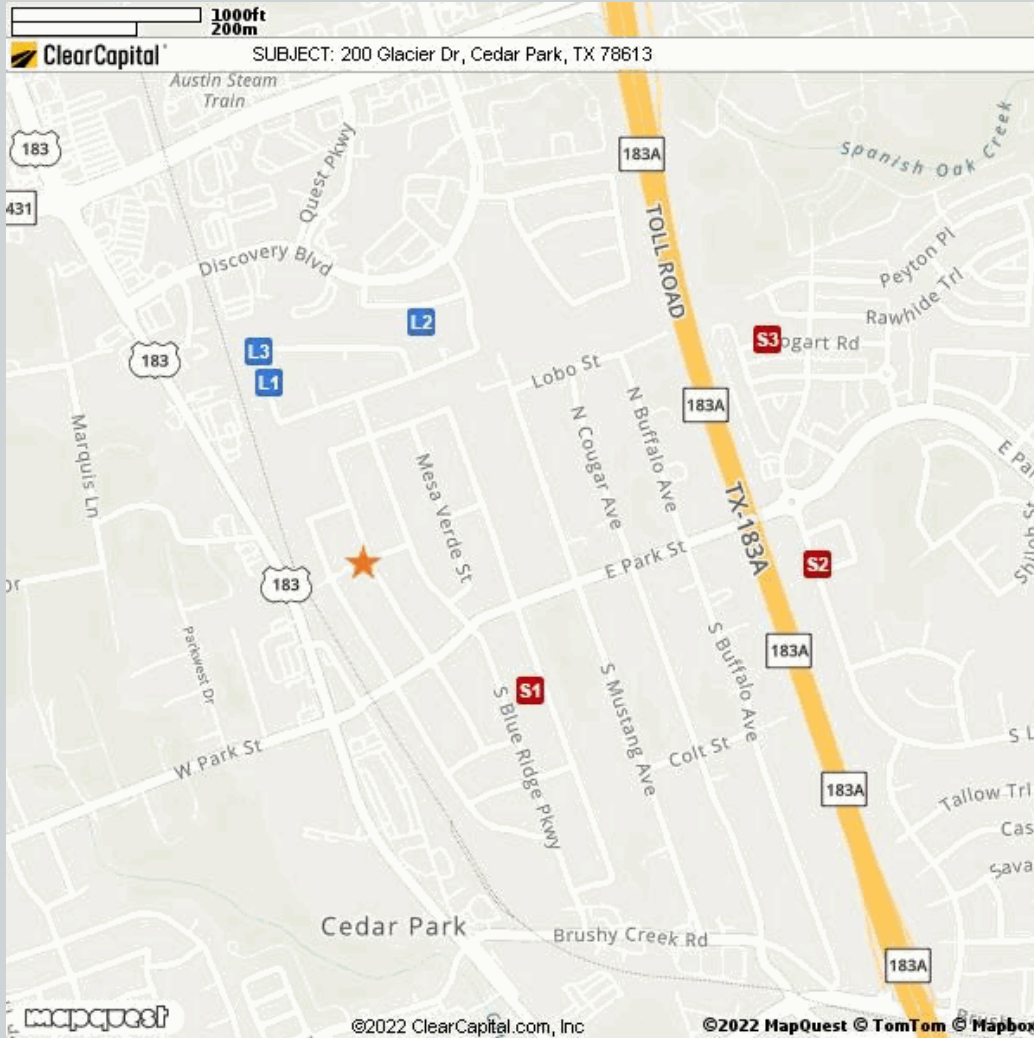 1000ft
200m
ClearCapital
SUBJECT: 200 Glacier Dr, Cedar Park, TX 78613
Austin Steam
Train
183
431
Quest Pkwy
183A
Spanish Oak Creek
TOLL ROAD
Discovery Blvd
Peyton Pl
Rawhide Trl
L2
S3
ogart Rd
L3
L1
183
Lobo St
183A
Marquis Ln
Mesa Verde St
N Cougar Ave
N Buffalo Ave
TX-183A
E Park St
S2
183
Parkwest Dr
183A
S1
S Blue Ridge Pkwy
S Mustang Ave
S Buffalo Ave
Colt St
W Park St
183A
Tallow Trl
Cedar Park
Brushy Creek Rd
183A
mapquest
©2022 ClearCapital.com, Inc
©2022 MapQuest © TomTom © Mapbox